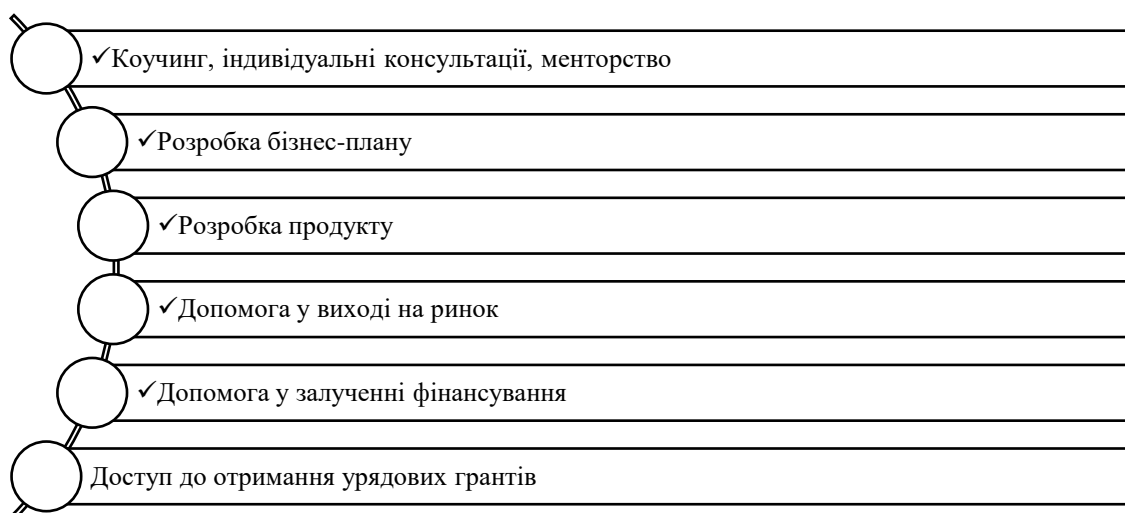 ✓Коучинг, індивідуальні консультації, менторство
✓Розробка бізнес-плану
✓Розробка продукту
✓Допомога у виході на ринок
✓Допомога у залученні фінансування
Доступ до отримання урядових грантів